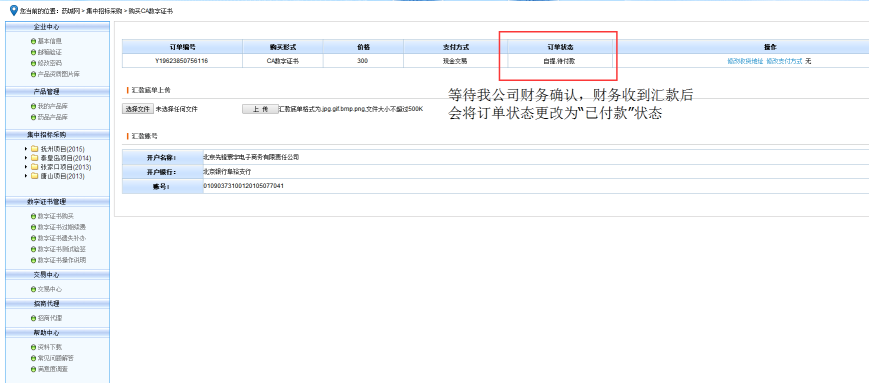 您当前的位置：药城网 > 集中招标采购 > 购买CA数字证书
企业中心
基本信息
邮箱验证
修改密码
产品资质图片库
产品管理
我的产品库
药品产品库
集中招标采购
抚州项目(2015)
秦皇岛项目(2014)
张家口项目(2013)
唐山项目(2013)
数字证书管理
数字证书购买
数字证书过期续费
数字证书遗失补办
数字证书测试验签
数字证书操作说明
交易中心
交易中心
招商代理
招商代理
帮助中心
资料下载
常见问题解答
满意度调查
订单编号 购买形式 价格 支付方式 订单状态 操作
Y19623850756116 CA数字证书 300 现金交易 自提,待付款 修改收货地址 修改支付方式 无
汇款底单上传
选择文件 未选择任何文件 上 传 汇款底单格式为.jpg.gif.bmp.png,文件大小不超过500K
等待我公司财务确认，财务收到汇款后
会将订单状态更改为“已付款”状态
汇款账号
开户名称： 北京先锋寰宇电子商务有限责任公司
开户银行： 北京银行阜裕支行
账号： 01090373100120105077041